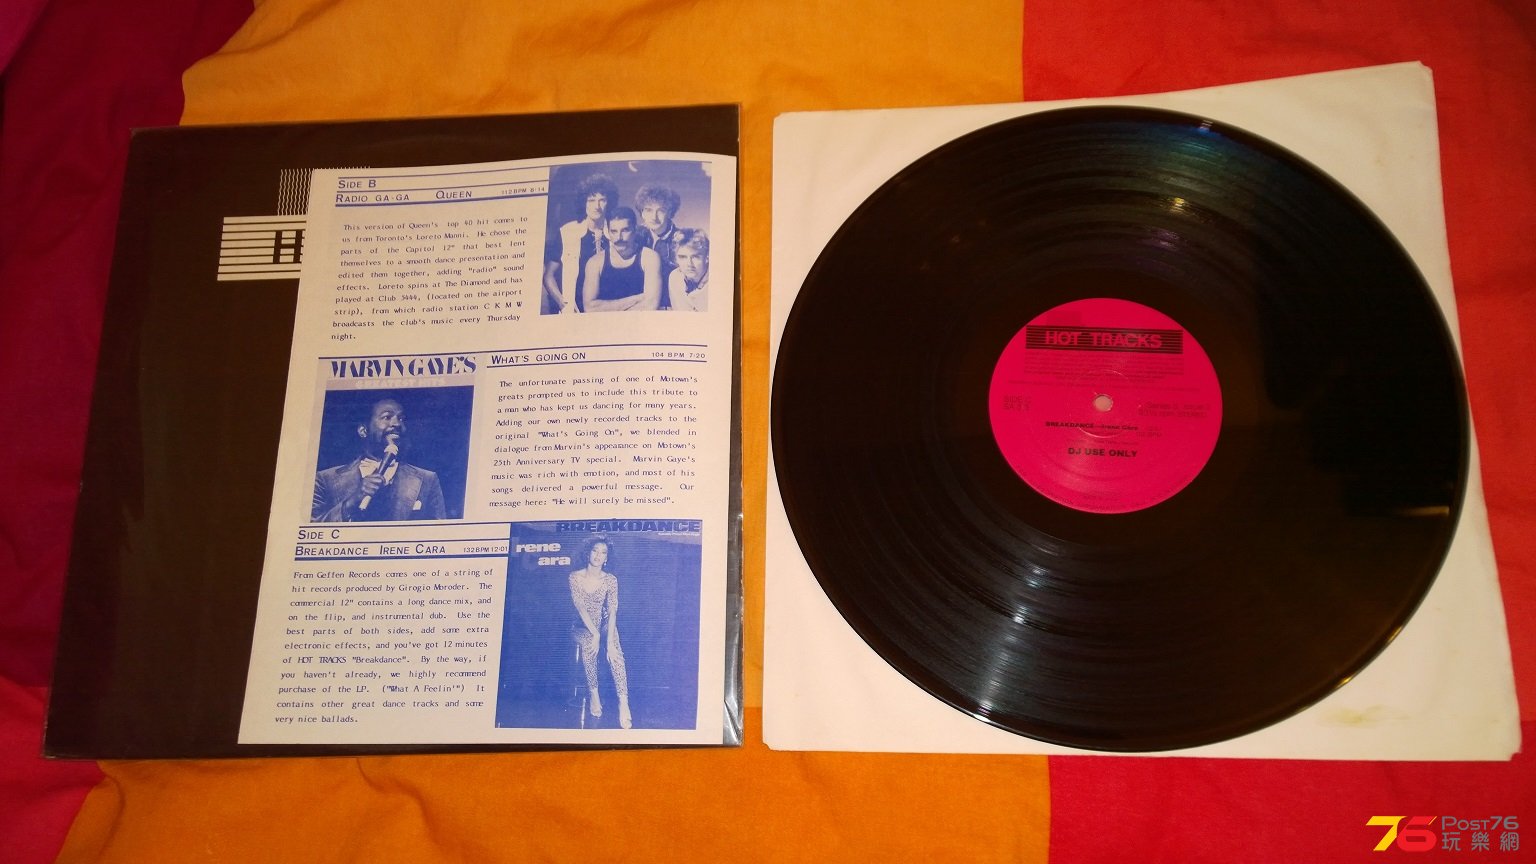 H
SIDE B
RADIO GA-GA QUEEN 112 BPM 8:14
This version of Queen's top 40 hit comes to
us from Toronto's Loreto Manni. He chose the
parts of the Capitol 12" that best lent
themselves to a smooth dance presentation and
edited them together, adding "radio" sound
effects. Loreto spins at The Diamond and has
played at Club 3444, (located on the airport
strip), from which radio station C K M W
broadcasts the club's music every Thursday
night.
MARVIN GAYE'S
GREATEST HITS
WHAT'S GOING ON 104 BPM 7:20
The unfortunate passing of one of Motown's
greats prompted us to include this tribute to
a man who has kept us dancing for many years.
Adding our own newly recorded tracks to the
original "What's Going On", we blended in
dialogue from Marvin's appearance on Motown's
25th Anniversary TV special. Marvin Gaye's
music was rich with emotion, and most of his
songs delivered a powerful message. Our
message here: "He will surely be missed".
SIDE C
BREAKDANCE IRENE CARA 132 BPM 12:01
BREAKDANCE
Irene
Cara
From Geffen Records comes one of a string of
hit records produced by Girogio Moroder. The
commercial 12" contains a long dance mix, and
on the flip, and instrumental dub. Use the
best parts of both sides, add some extra
electronic effects, and you've got 12 minutes
of HOT TRACKS "Breakdance". By the way, if
you haven't already, we highly recommend
purchase of the LP. ("What A Feelin'") It
contains other great dance tracks and some
very nice ballads.
HOT TRACKS
SIDE C
SA 3-3
BREAKDANCE—Irene Cara
DJ USE ONLY
76 POST76
玩樂網